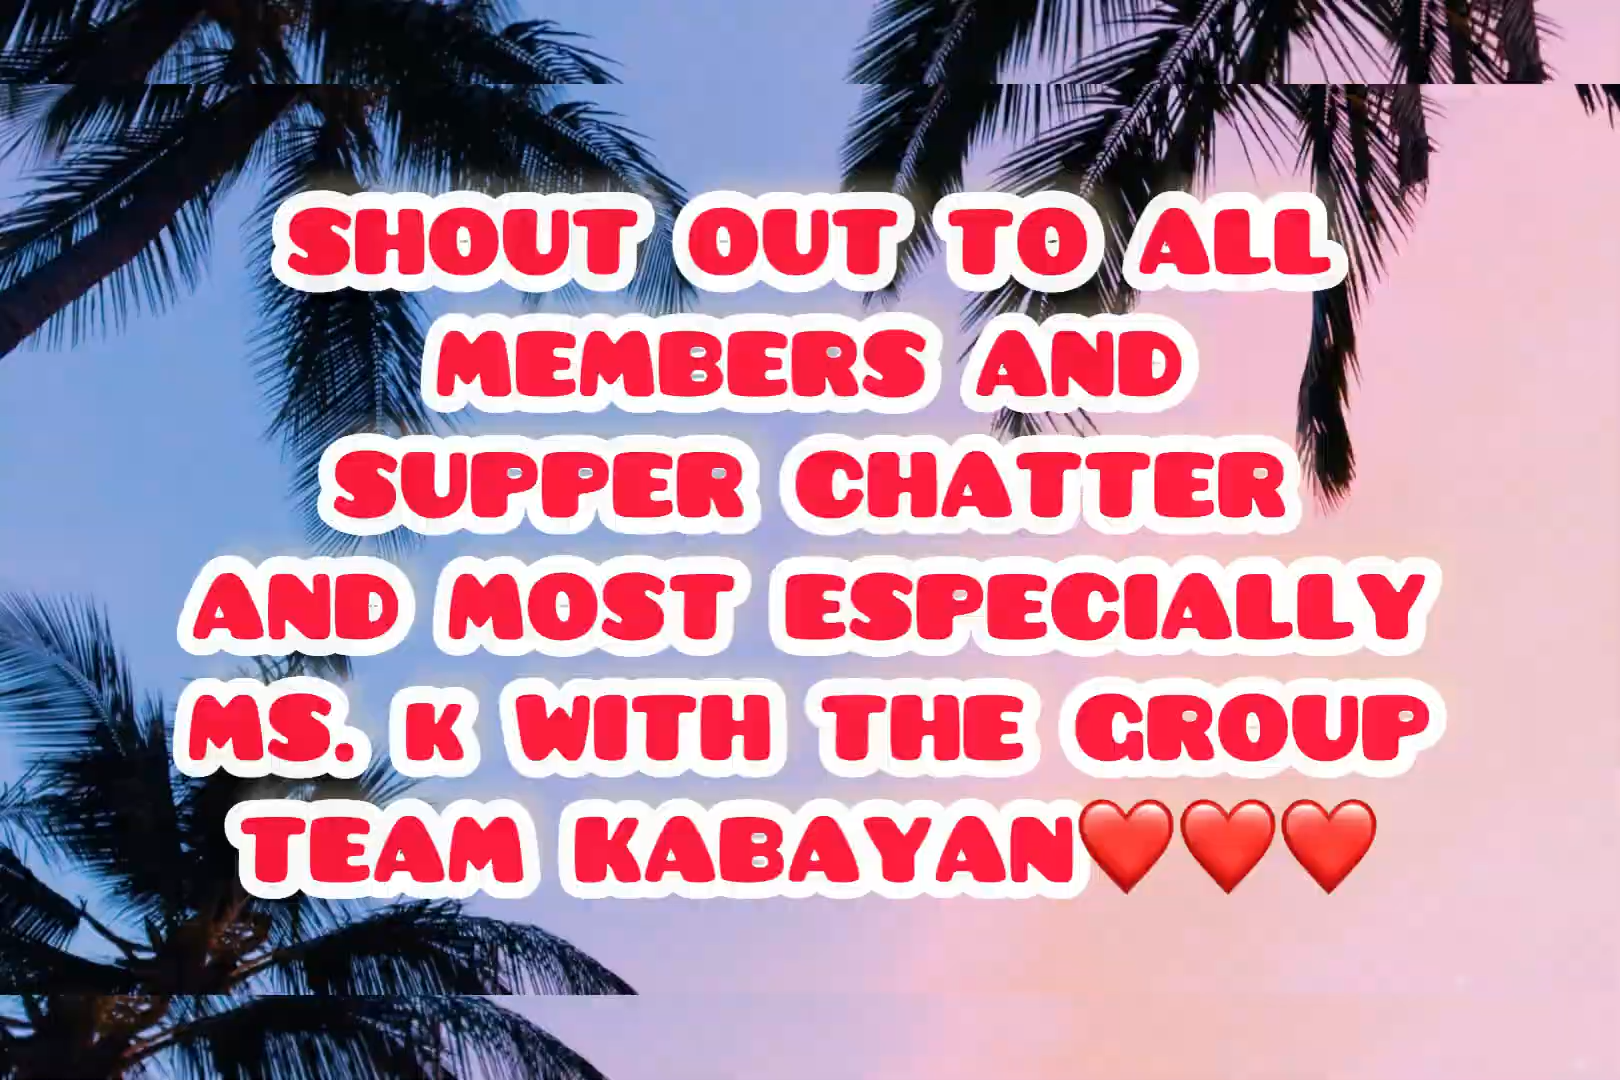 SHOUT OUT TO ALL
MEMBERS AND
SUPPER CHATTER
AND MOST ESPECIALLY
MS. K WITH THE GROUP
TEAM KABAYAN❤️❤️❤️